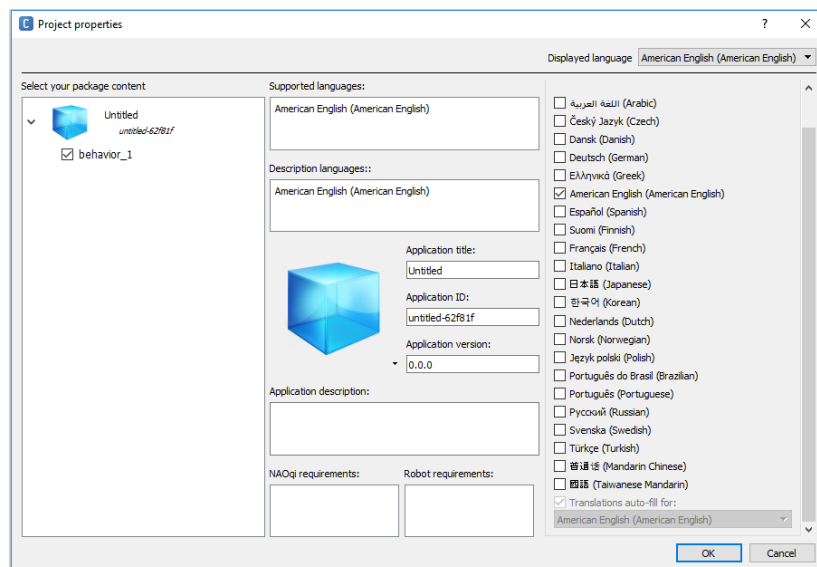 C Project properties
Displayed language American English (American English)
Select your package content
Untitled
untitled-62f81f
behavior_1
Supported languages:
American English (American English)
Description languages::
American English (American English)
Application title:
Untitled
Application ID:
untitled-62f81f
Application version:
0.0.0
Application description:
NAOqi requirements:
Robot requirements:
اللغة العربية (Arabic)
Český Jazyk (Czech)
Dansk (Danish)
Deutsch (German)
Ελληνικά (Greek)
American English (American English)
Español (Spanish)
Suomi (Finnish)
Français (French)
Italiano (Italian)
日本語 (Japanese)
한국어 (Korean)
Nederlands (Dutch)
Norsk (Norwegian)
Język polski (Polish)
Português do Brasil (Brazilian)
Português (Portuguese)
Русский (Russian)
Svenska (Swedish)
Türkçe (Turkish)
普通话 (Mandarin Chinese)
國語 (Taiwanese Mandarin)
Translations auto-fill for:
American English (American English)
OK
Cancel